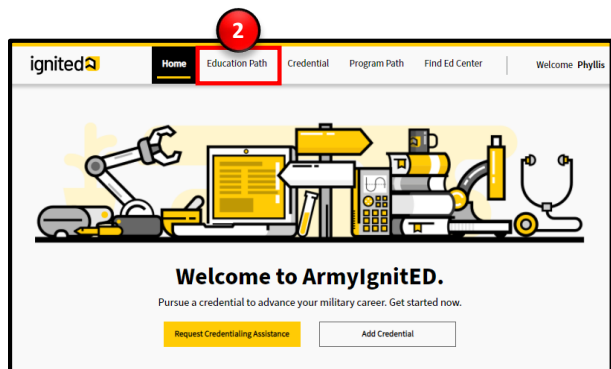 2
ignited Home Education Path Credential Program Path Find Ed Center Welcome Phyllis
Welcome to ArmyIgnitED.
Pursue a credential to advance your military career. Get started now.
Request Credentialing Assistance Add Credential